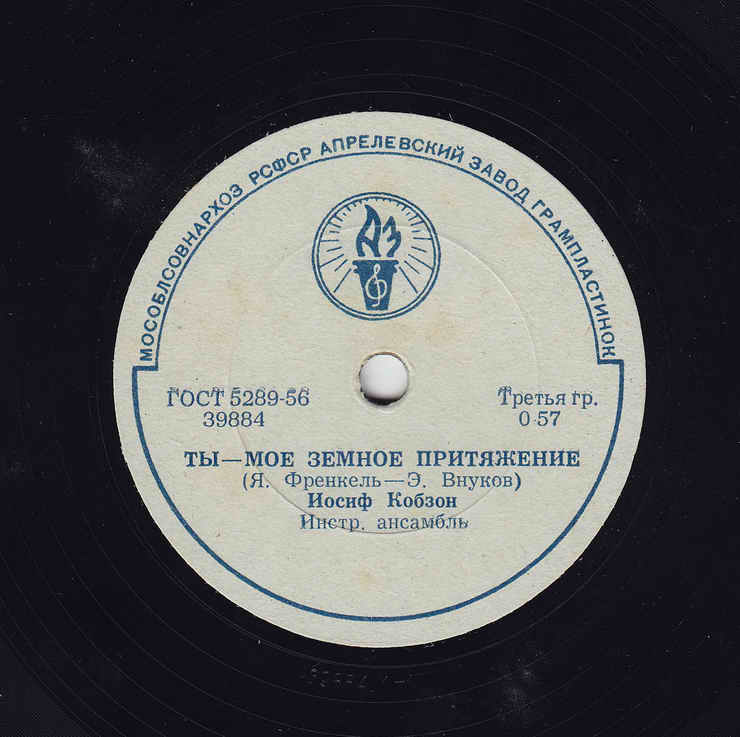 МОСОБЛСОВНАРХОЗ РСФСР АПРЕЛЕВСКИЙ ЗАВОД ГРАМПЛАСТИНОК
АЗ
ГОСТ 5289-56
39884
Третья гр.
0-57
ТЫ—МОЕ ЗЕМНОЕ ПРИТЯЖЕНИЕ
(Я. Френкель—Э. Внуков)
Иосиф Кобзон
Инстр. ансамбль